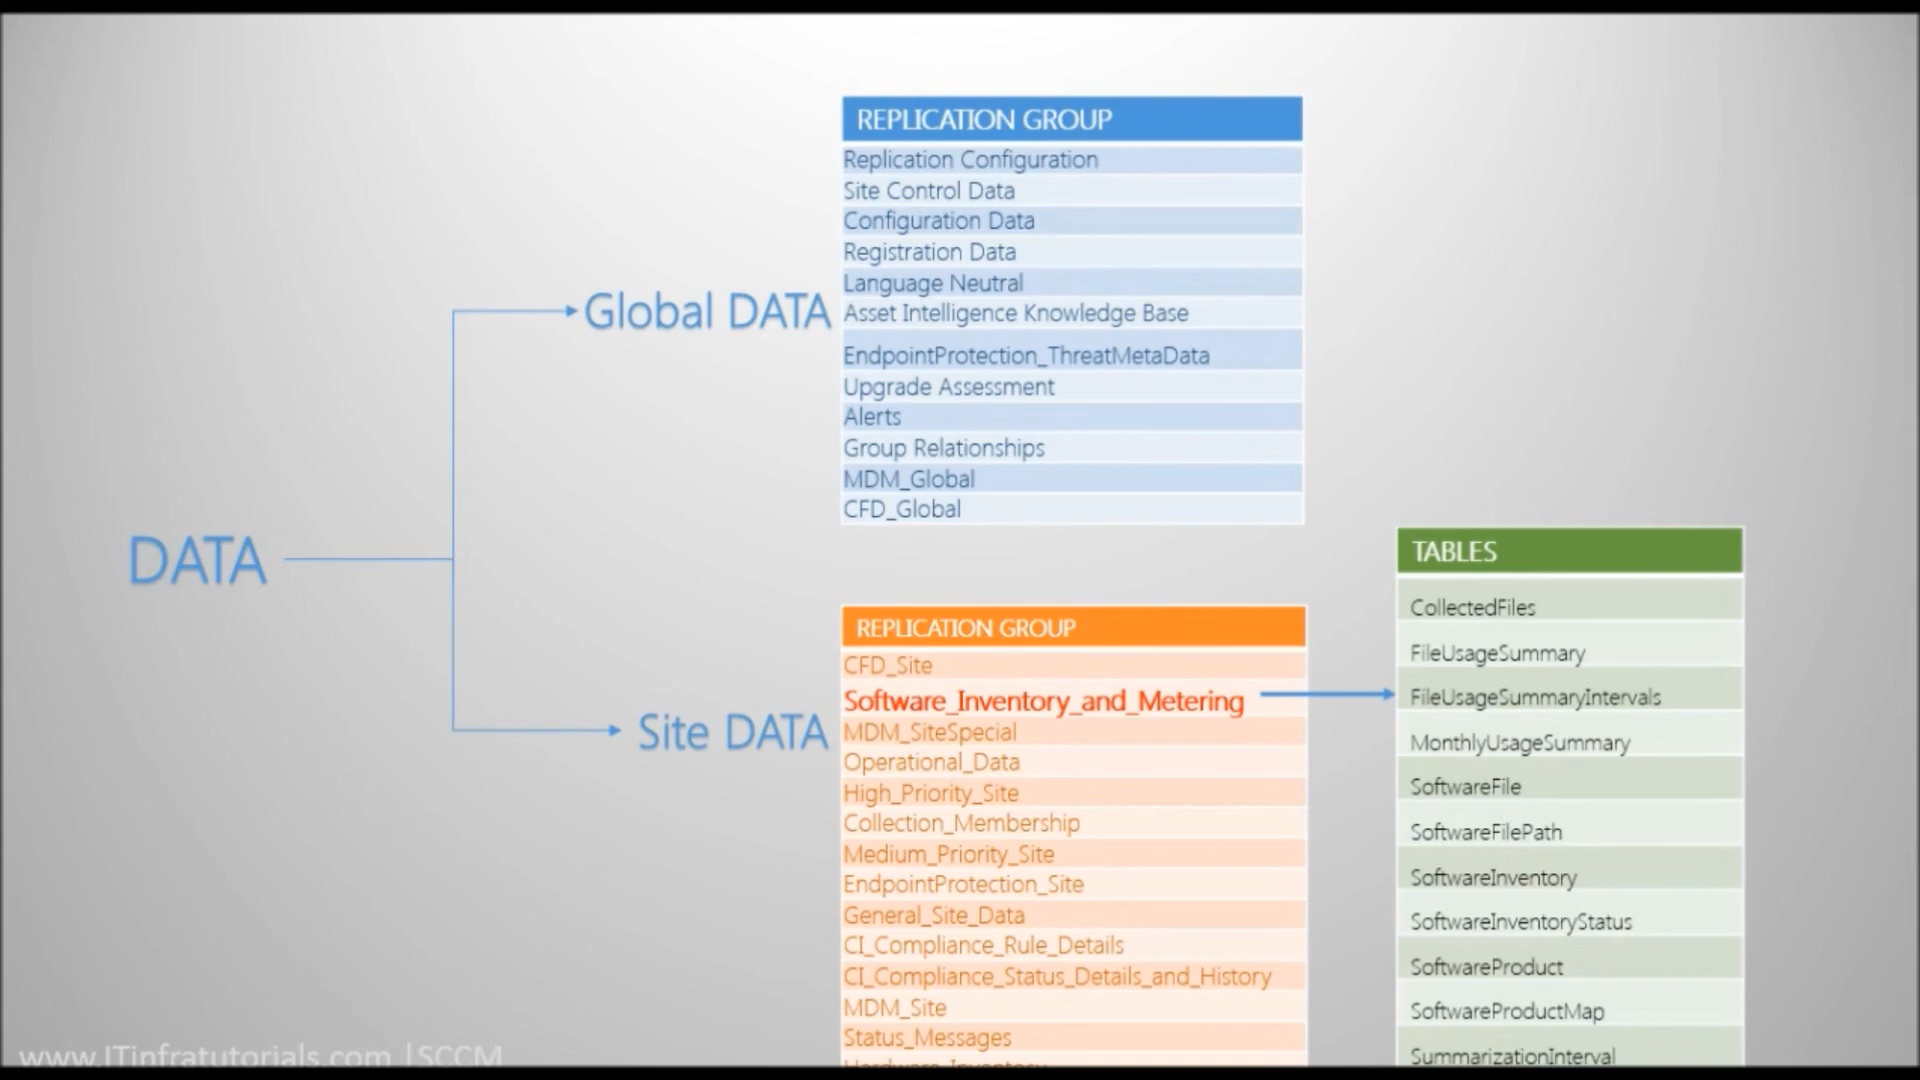 REPLICATION GROUP
Replication Configuration
Site Control Data
Configuration Data
Registration Data
Language Neutral
Global DATA
Asset Intelligence Knowledge Base
EndpointProtection_ThreatMetaData
Upgrade Assessment
Alerts
Group Relationships
MDM_Global
CFD_Global
DATA
REPLICATION GROUP
CFD_Site
Software_Inventory_and_Metering
Site DATA
MDM_SiteSpecial
Operational_Data
High_Priority_Site
Collection_Membership
Medium_Priority_Site
EndpointProtection_Site
General_Site_Data
CI_Compliance_Rule_Details
CI_Compliance_Status_Details_and_History
MDM_Site
Status_Messages
Hardware_Inventory
TABLES
CollectedFiles
FileUsageSummary
FileUsageSummaryIntervals
MonthlyUsageSummary
SoftwareFile
SoftwareFilePath
SoftwareInventory
SoftwareInventoryStatus
SoftwareProduct
SoftwareProductMap
SummarizationInterval
www.ITinfratutorials.com |SCCM